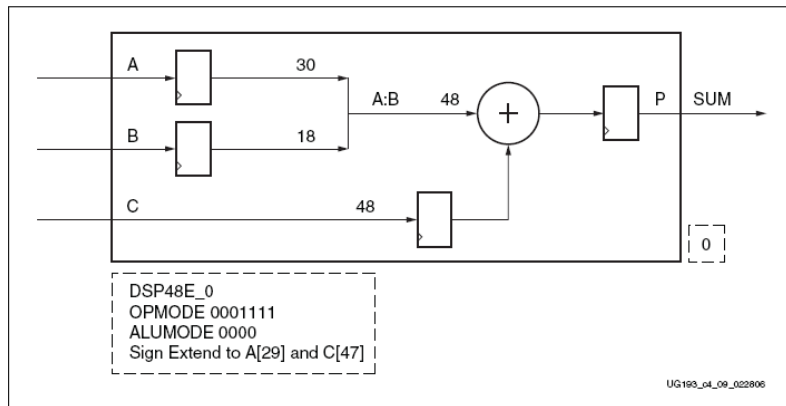 A
30
A:B
48
P
SUM
B
18
C
48
0
DSP48E_0
OPMODE 0001111
ALUMODE 0000
Sign Extend to A[29] and C[47]
UG193_c4_09_022806